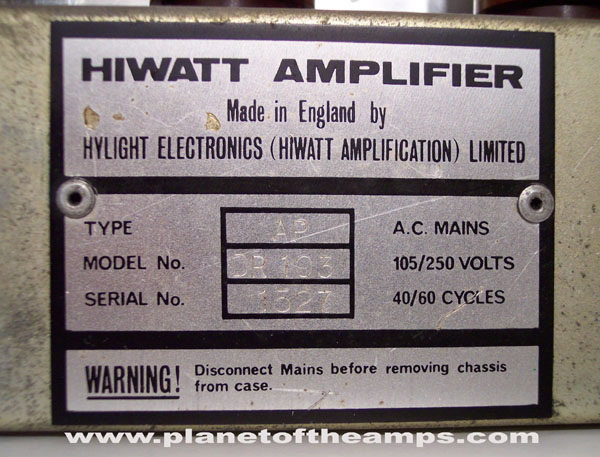 HIWATT AMPLIFIER
Made in England by
HYLIGHT ELECTRONICS (HIWATT AMPLIFICATION) LIMITED
TYPE AP A.C. MAINS
MODEL No. DR 103 105/250 VOLTS
SERIAL No. 1327 40/60 CYCLES
WARNING! Disconnect Mains before removing chassis
from case.
www.planetoftheamps.com